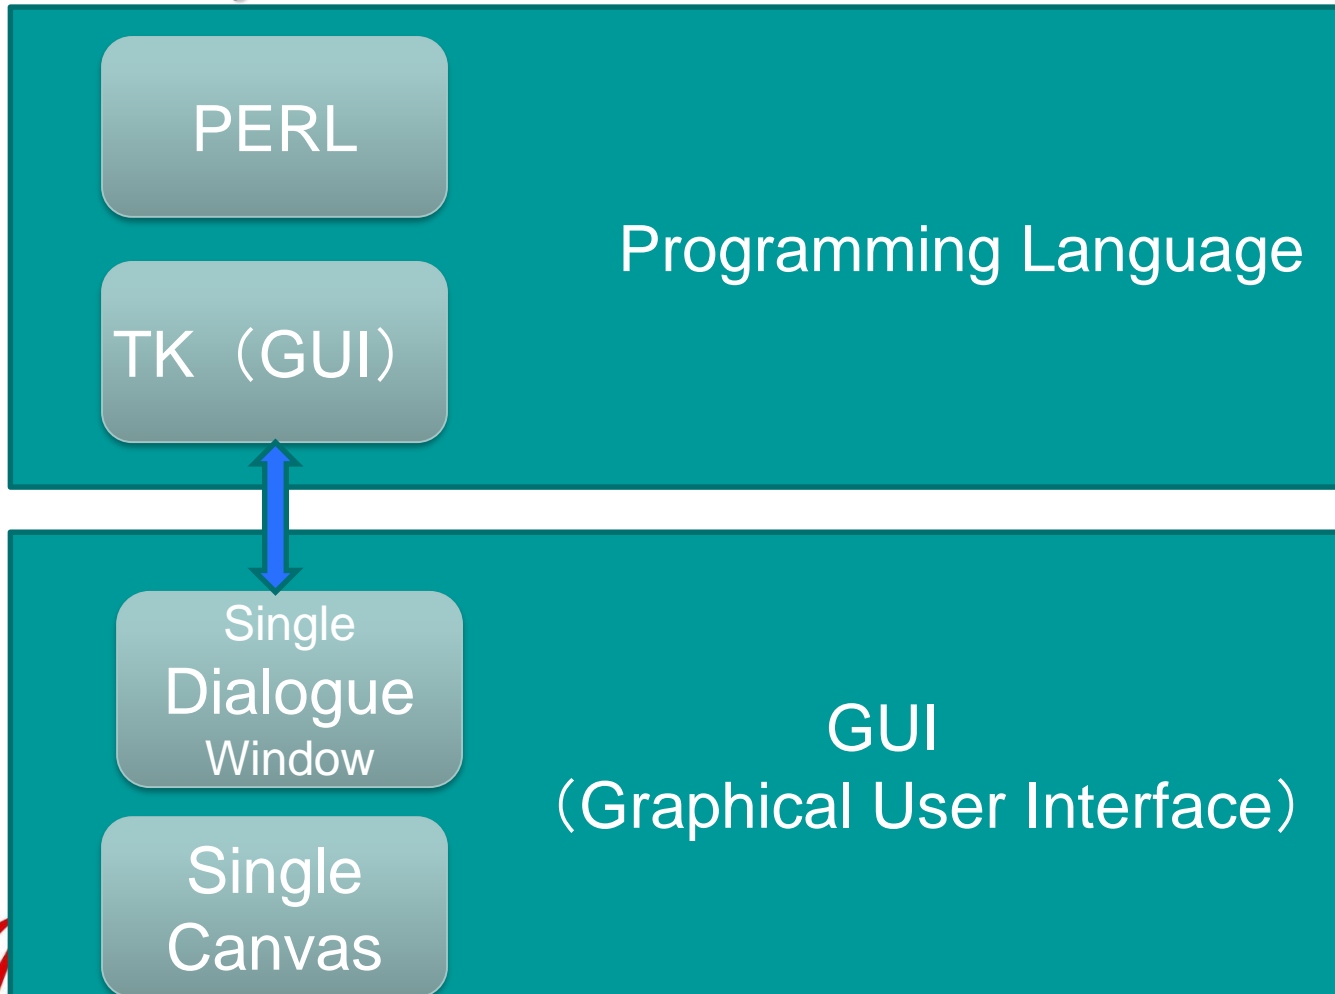 PERL
Programming Language
TK（GUI）
Single
Dialogue
Window
GUI
（Graphical User Interface）
Single
Canvas